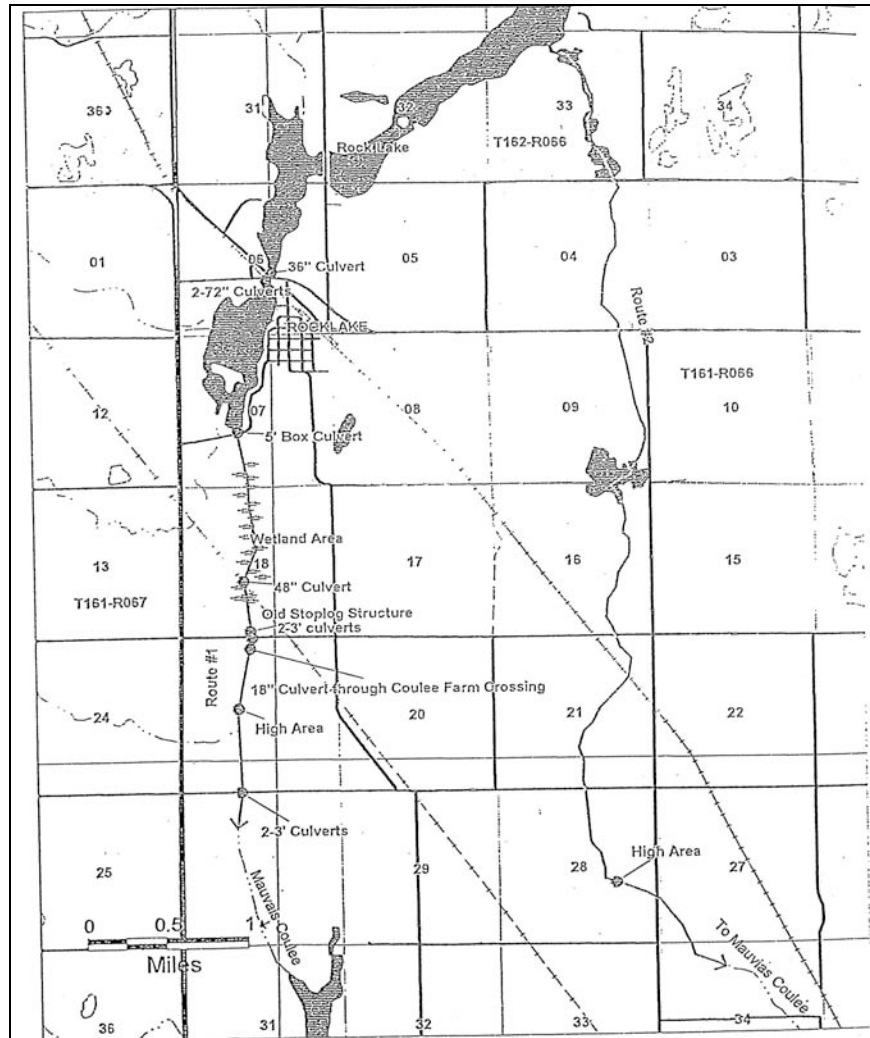 36
31
32
33
34
Rock Lake
T162-R066
01
06
05
04
03
36" Culvert
2-72" Culverts
ROCKLAKE
Route #2
T161-R066
12
07
08
09
10
5' Box Culvert
Wetland Area
13
18
17
16
15
48" Culvert
T161-R067
Old Stoplog Structure
2-3' culverts
Route #1
18" Culvert through Coulee Farm Crossing
24
20
21
22
High Area
2-3' Culverts
High Area
25
29
28
27
Mauvais Coulee
To Mauvias Coulee
0 0.5 1
Miles
36
31
32
33
34